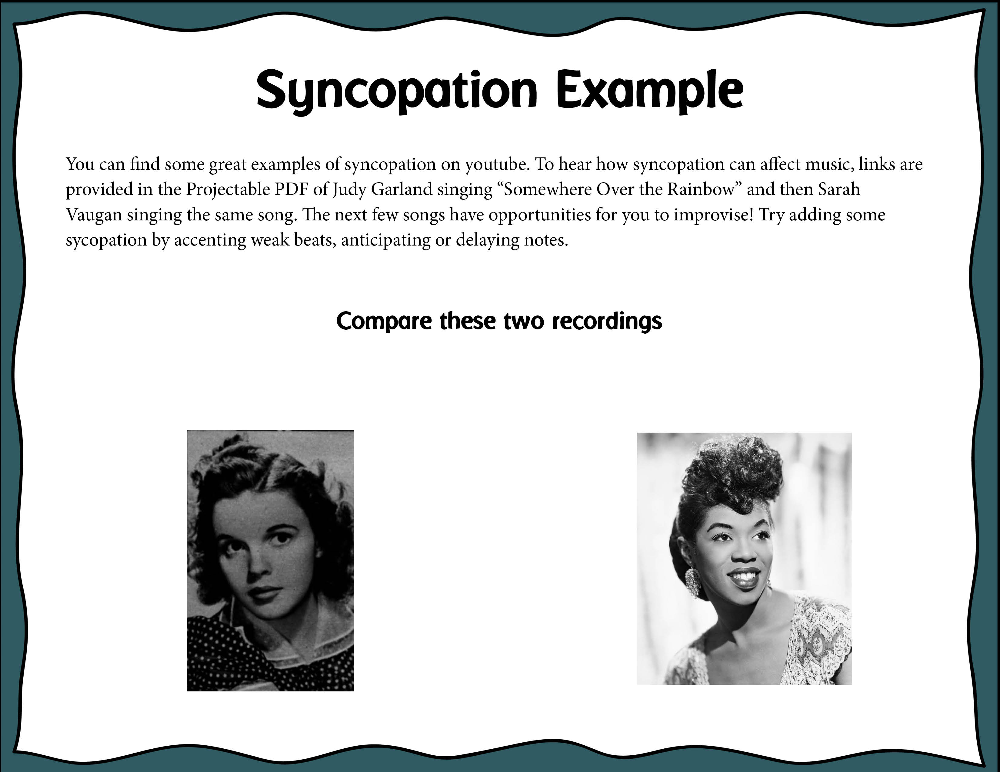 Syncopation Example
You can find some great examples of syncopation on youtube. To hear how syncopation can affect music, links are
provided in the Projectable PDF of Judy Garland singing “Somewhere Over the Rainbow” and then Sarah
Vaugan singing the same song. The next few songs have opportunities for you to improvise! Try adding some
sycopation by accenting weak beats, anticipating or delaying notes.
Compare these two recordings